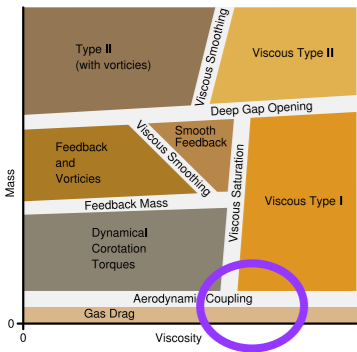 Type II
(with vorticies)
Viscous Smoothing
Viscous Type II
Deep Gap Opening
Feedback
and
Vorticies
Viscous Smoothing
Smooth
Feedback
Viscous Saturation
Viscous Type I
Feedback Mass
Dynamical
Corotation
Torques
Aerodynamic Coupling
Gas Drag
Mass
0
0
Viscosity